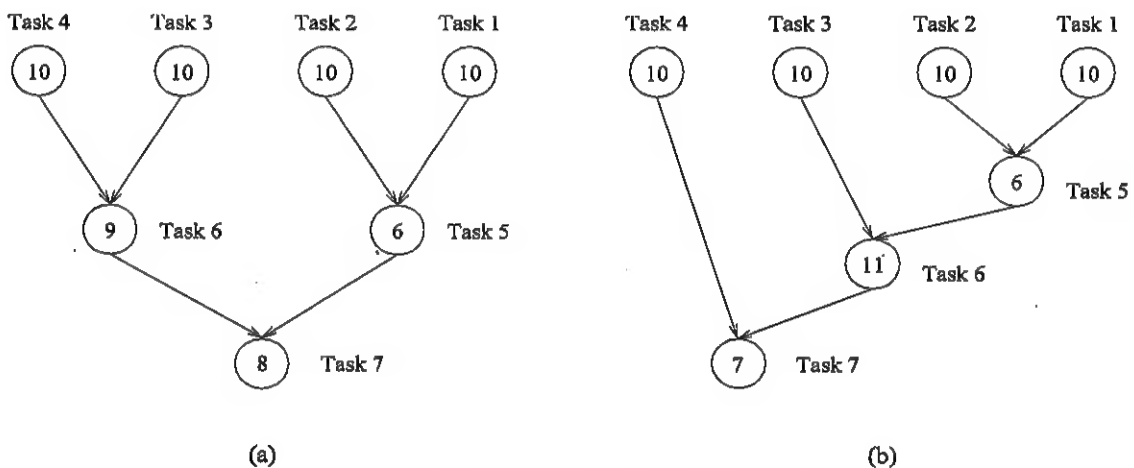 Task 4 Task 3 Task 2 Task 1
10 10 10 10
9 Task 6 6 Task 5
8 Task 7
(a)
Task 4 Task 3 Task 2 Task 1
10 10 10 10
6 Task 5
11 Task 6
7 Task 7
(b)